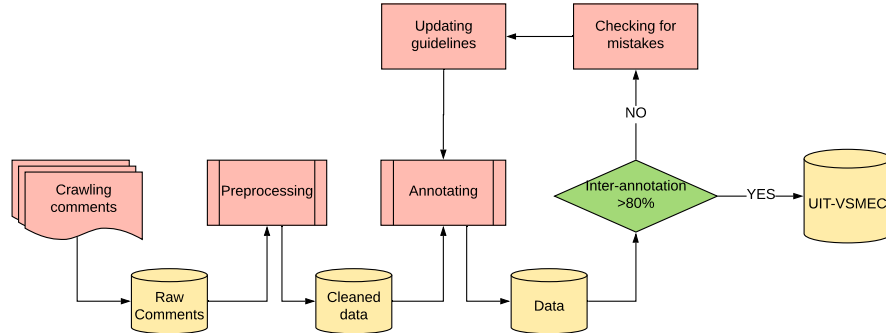 Updating
guidelines
Checking for
mistakes
NO
Crawling
comments
Preprocessing
Annotating
Inter-annotation
>80%
YES
UIT-VSMEC
Raw
Comments
Cleaned
data
Data